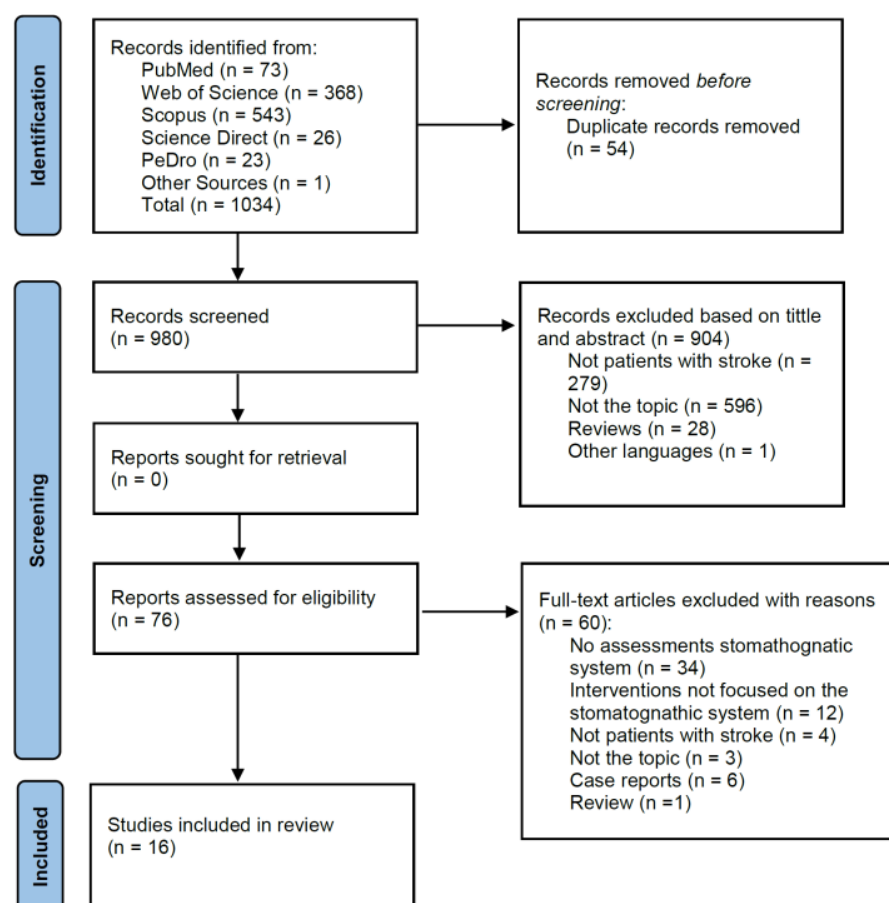 Identification
Records identified from:
PubMed (n = 73)
Web of Science (n = 368)
Scopus (n = 543)
Science Direct (n = 26)
PeDro (n = 23)
Other Sources (n = 1)
Total (n = 1034)
Records removed before
screening:
Duplicate records removed
(n = 54)
Screening
Records screened
(n = 980)
Records excluded based on tittle
and abstract (n = 904)
Not patients with stroke (n =
279)
Not the topic (n = 596)
Reviews (n = 28)
Other languages (n = 1)
Reports sought for retrieval
(n = 0)
Reports assessed for eligibility
(n = 76)
Full-text articles excluded with reasons
(n = 60):
No assessments stomathognatic
system (n = 34)
Interventions not focused on the
stomatognathic system (n = 12)
Not patients with stroke (n = 4)
Not the topic (n = 3)
Case reports (n = 6)
Review (n =1)
Included
Studies included in review
(n = 16)